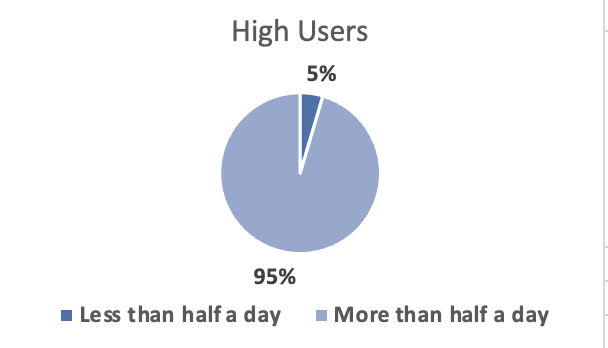 High Users
5%
95%
Less than half a day
More than half a day